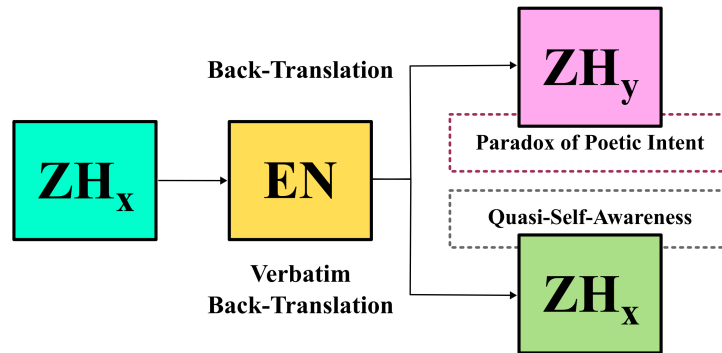 Back-Translation
ZHy
Paradox of Poetic Intent
ZHx
EN
Quasi-Self-Awareness
Verbatim
Back-Translation
ZHx